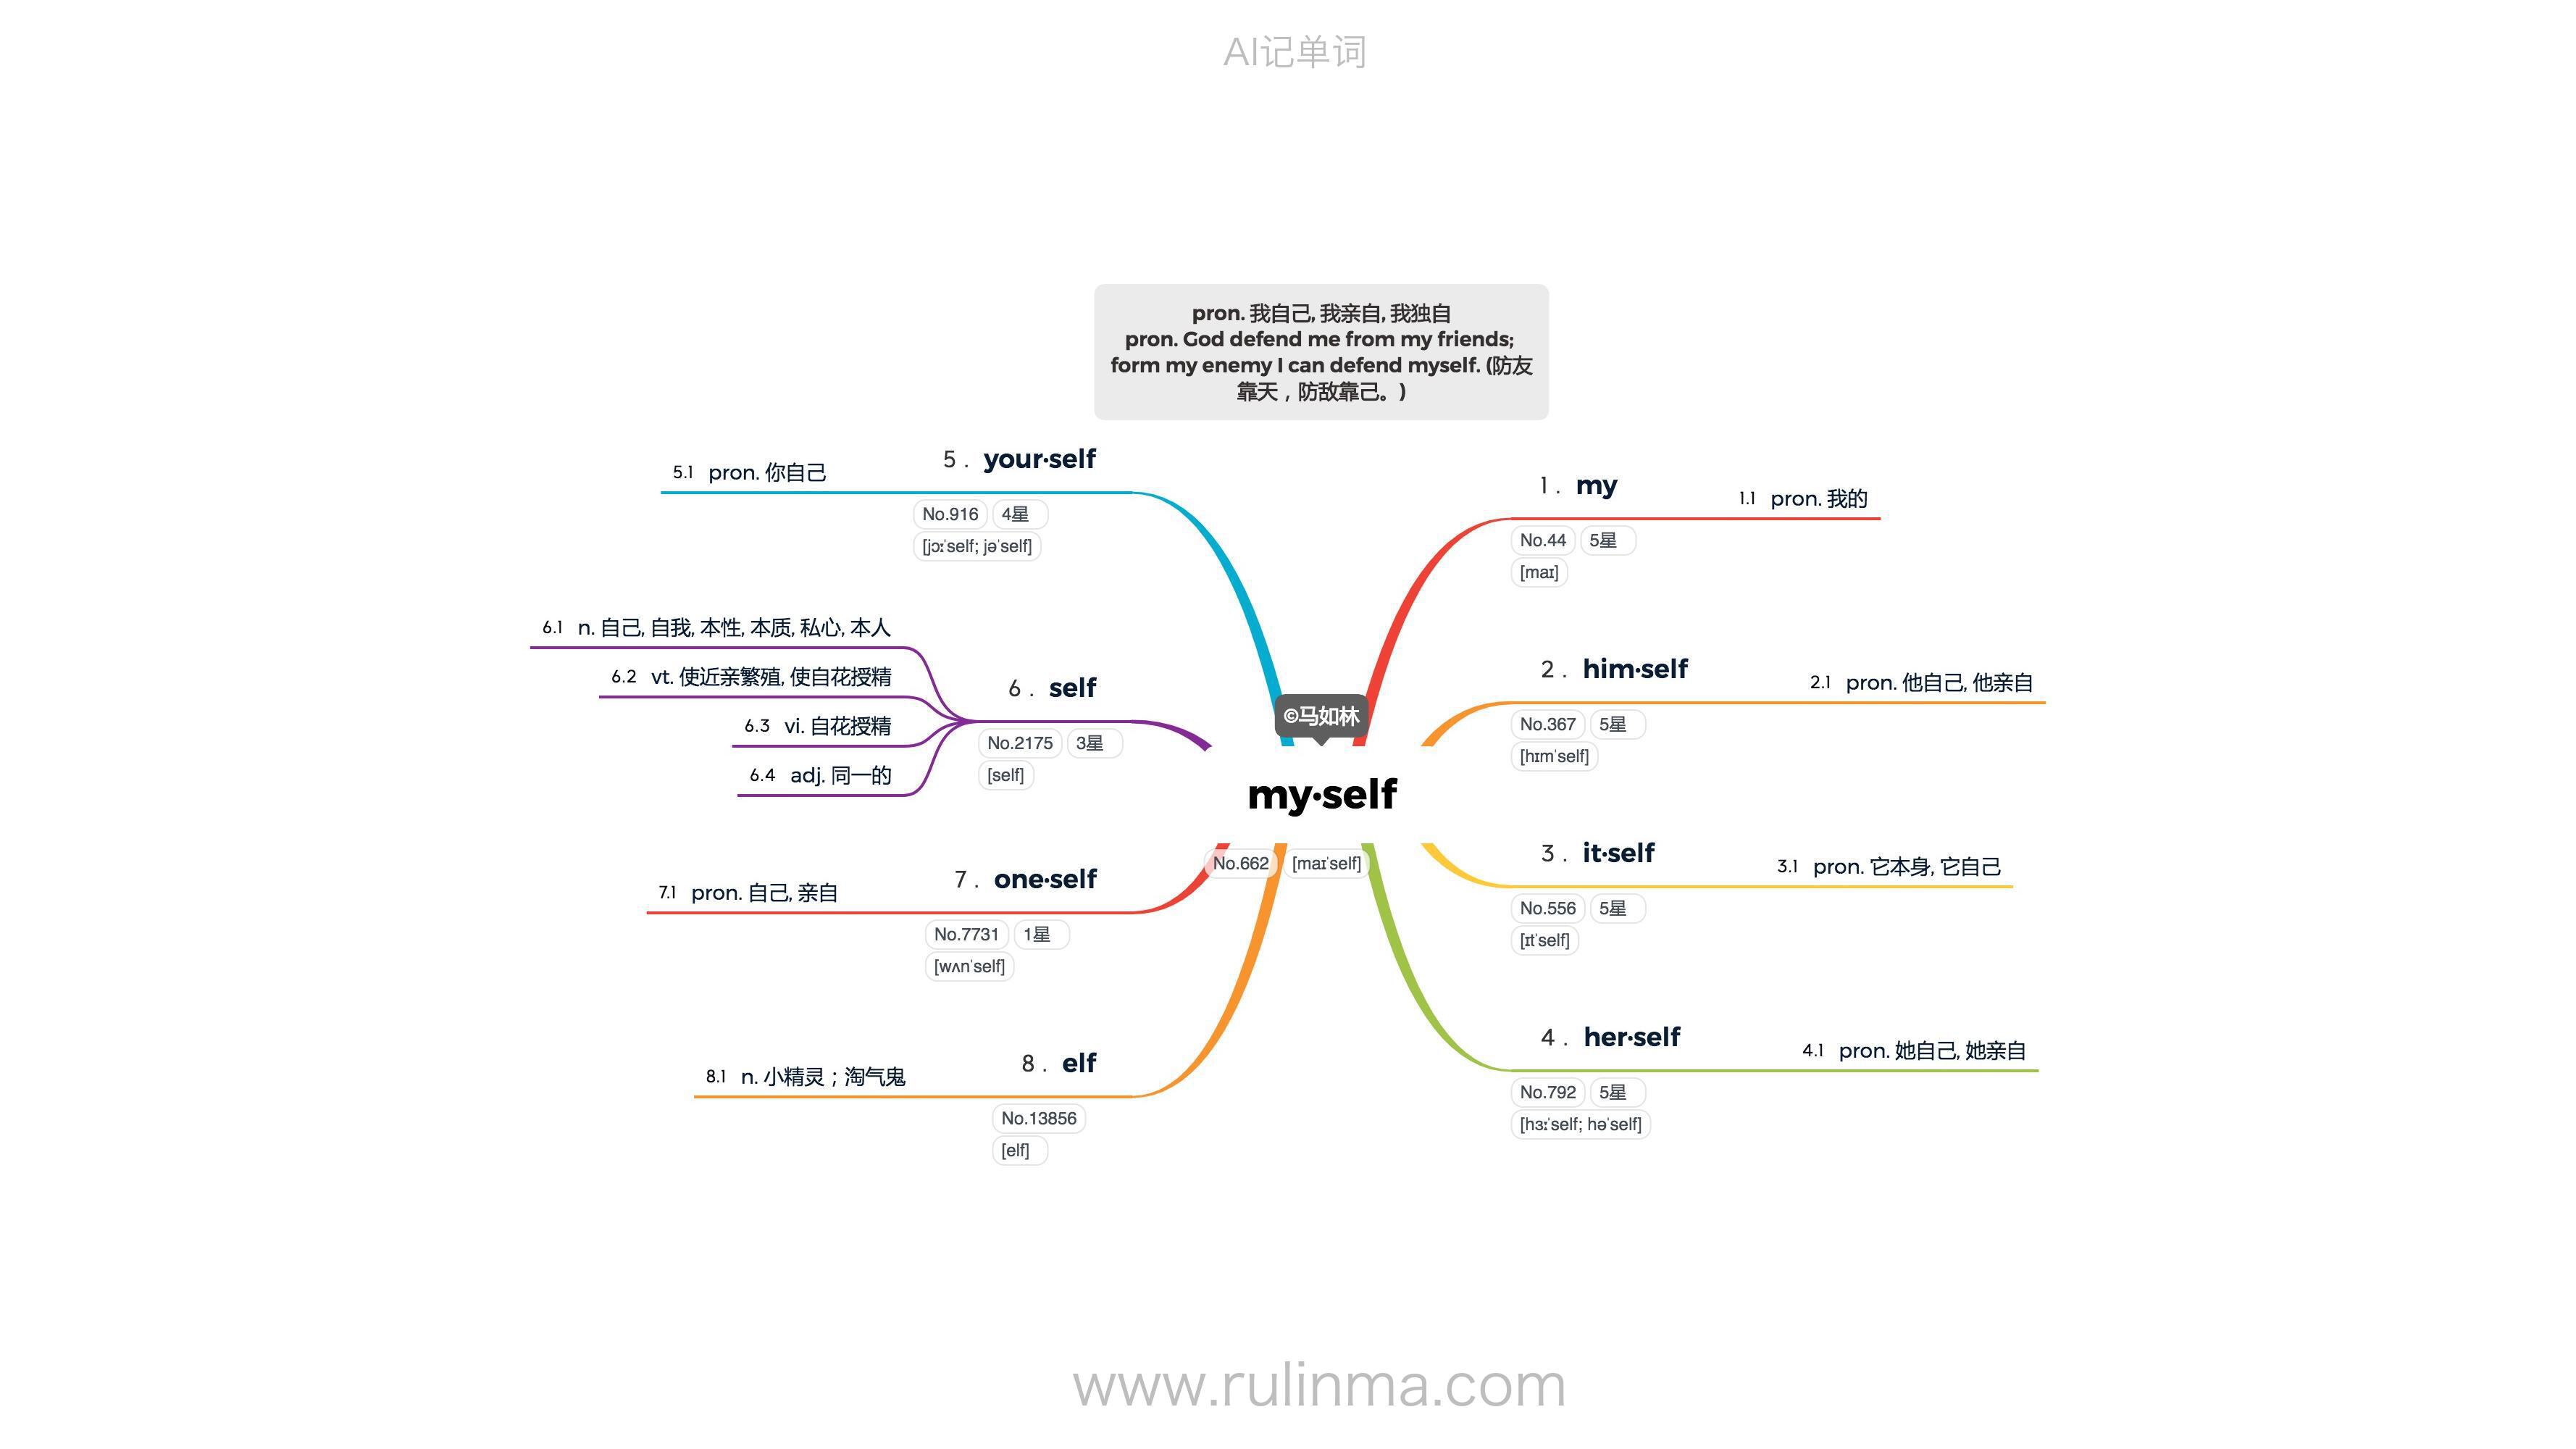 AI记单词
pron. 我自己, 我亲自, 我独自
pron. God defend me from my friends;
form my enemy I can defend myself. (防友
靠天，防敌靠己。)
©马如林
my·self
No.662 [maɪˈself]
1. my
No.44 5星
[maɪ]
1.1 pron. 我的
2. him·self
No.367 5星
[hɪmˈself]
2.1 pron. 他自己, 他亲自
3. it·self
No.556 5星
[ɪtˈself]
3.1 pron. 它本身, 它自己
4. her·self
No.792 5星
[hɜːˈself; həˈself]
4.1 pron. 她自己, 她亲自
5. your·self
No.916 4星
[jɔːˈself; jəˈself]
5.1 pron. 你自己
6. self
No.2175 3星
[self]
6.1 n. 自己, 自我, 本性, 本质, 私心, 本人
6.2 vt. 使近亲繁殖, 使自花授精
6.3 vi. 自花授精
6.4 adj. 同一的
7. one·self
No.7731 1星
[wʌnˈself]
7.1 pron. 自己, 亲自
8. elf
No.13856
[elf]
8.1 n. 小精灵；淘气鬼
www.rulinma.com